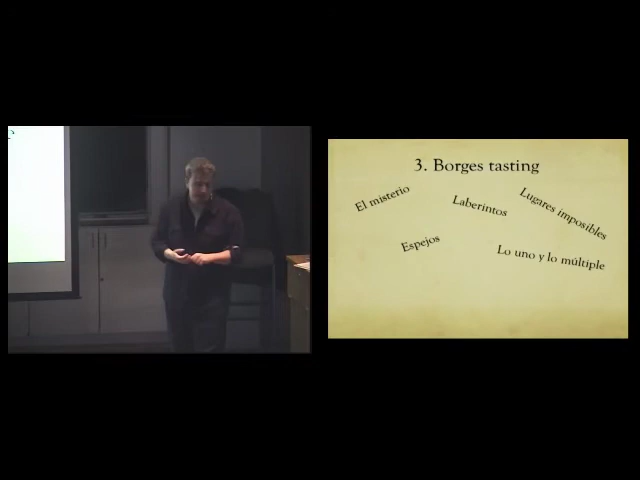 3. Borges tasting
El misterio
Laberintos
Lugares imposibles
Espejos
Lo uno y lo múltiple